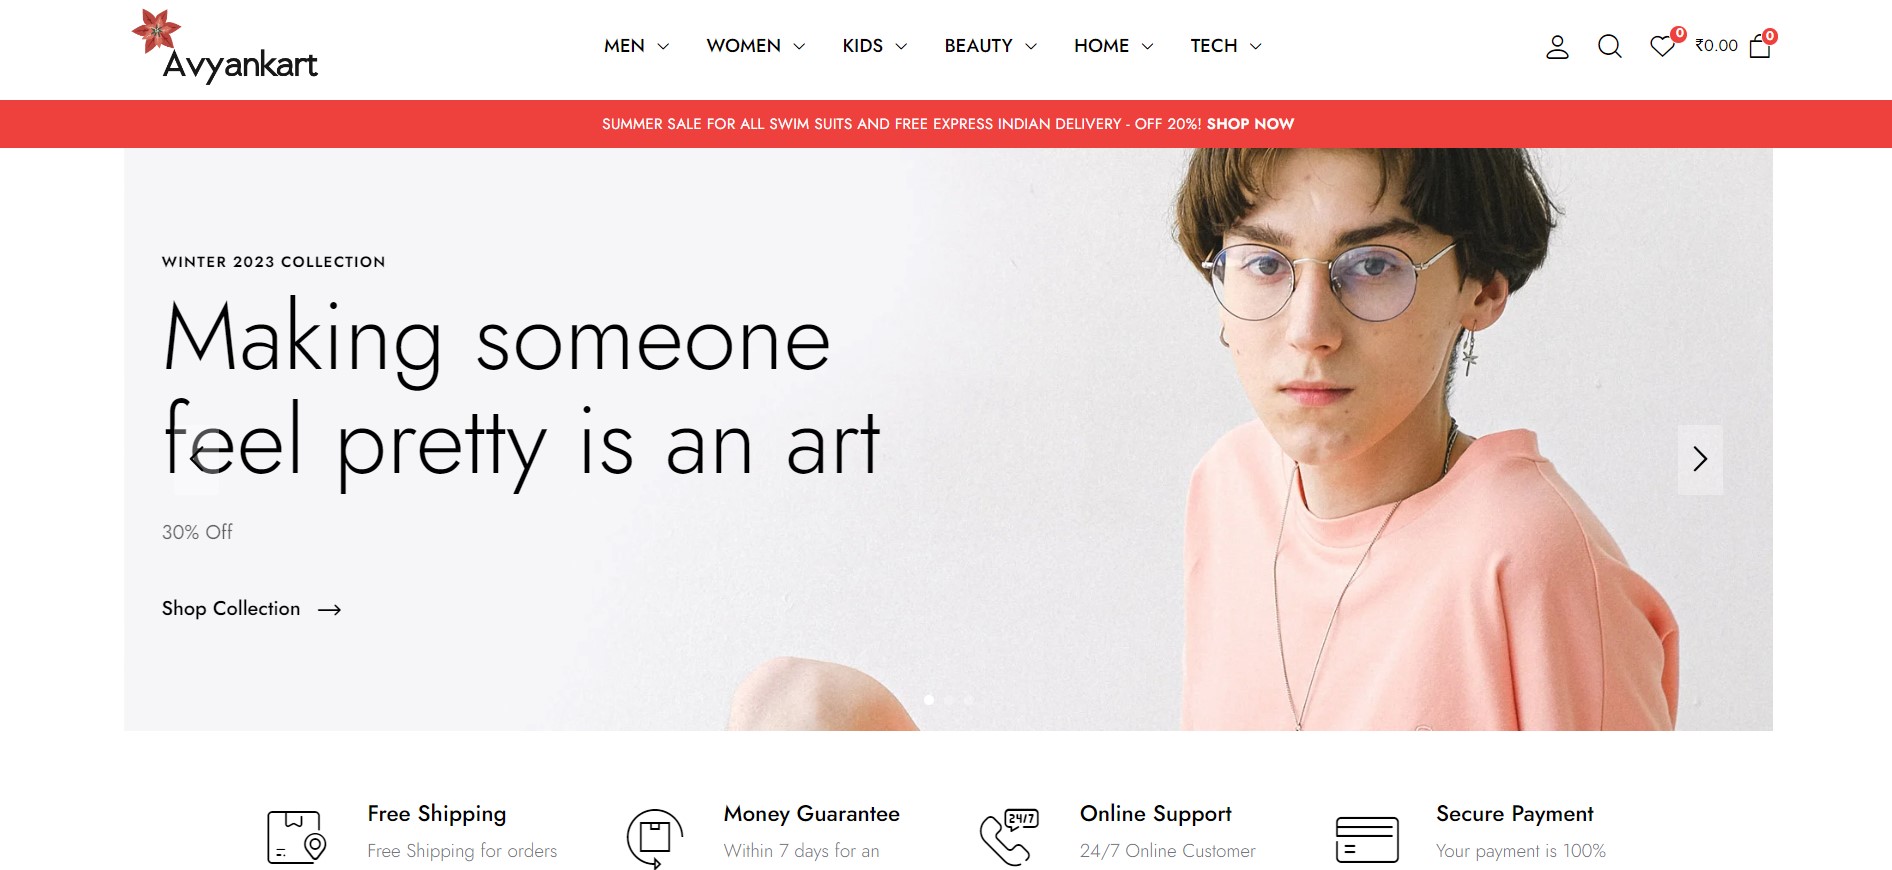 Avyankart
MEN WOMEN KIDS BEAUTY HOME TECH
0 ₹0.00 0
SUMMER SALE FOR ALL SWIM SUITS AND FREE EXPRESS INDIAN DELIVERY - OFF 20%! SHOP NOW
WINTER 2023 COLLECTION
Making someone
feel pretty is an art
30% Off
Shop Collection
Free Shipping
Free Shipping for orders
Money Guarantee
Within 7 days for an
24/7
Online Support
24/7 Online Customer
Secure Payment
Your payment is 100%